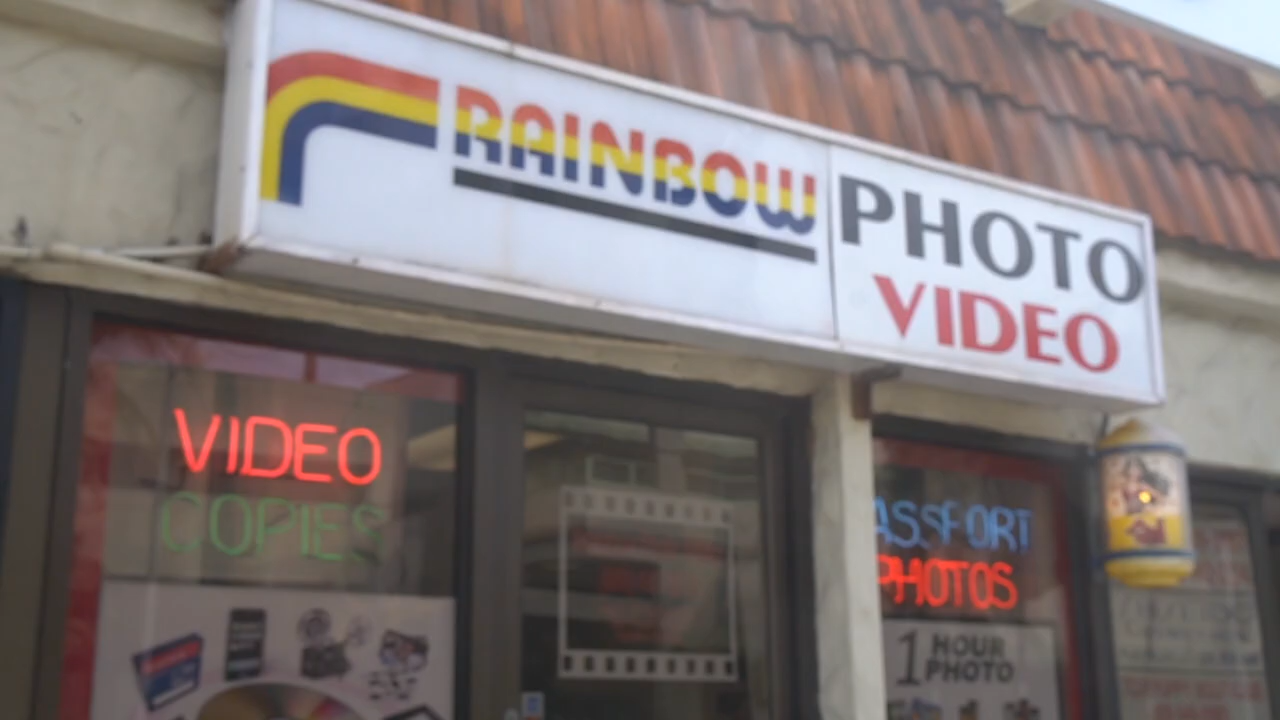 RAINBOW
PHOTO
VIDEO
VIDEO
COPIES
ASSPORT
PHOTOS
1 HOUR
PHOTO